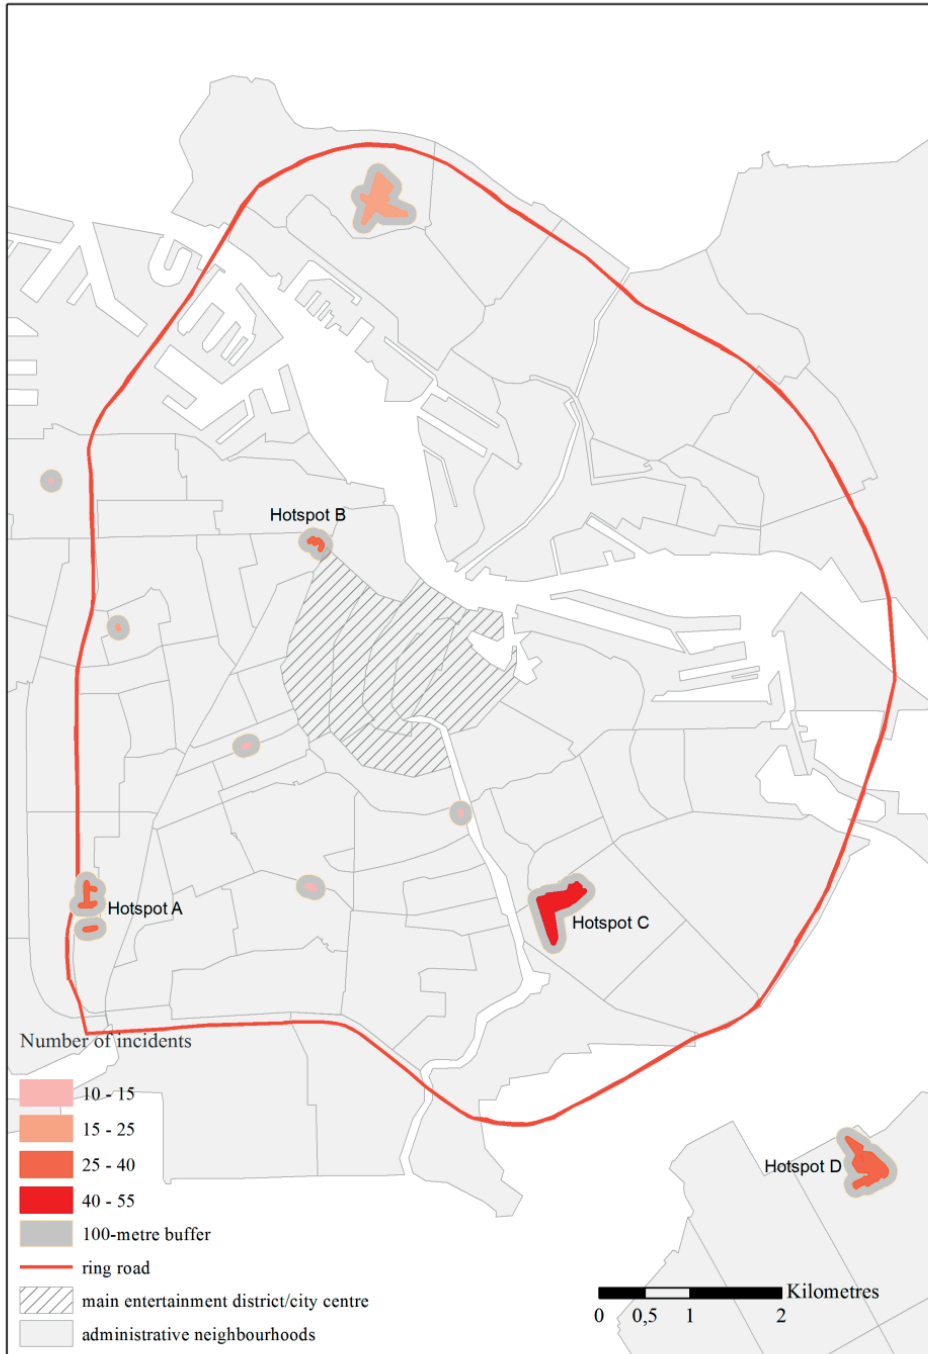 Hotspot B
Hotspot A
Hotspot C
Number of incidents
10 - 15
15 - 25
25 - 40
40 - 55
100-metre buffer
ring road
main entertainment district/city centre
administrative neighbourhoods
Hotspot D
Kilometres
0 0,5 1 2